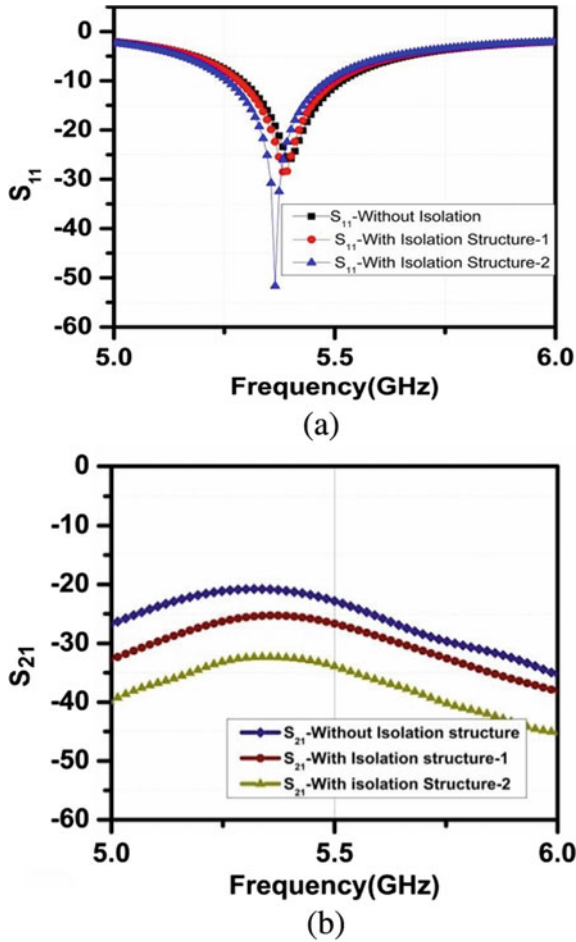 0
-10
-20
-30
-40
-50
-60
S₁₁
S₁₁-Without Isolation
S₁₁-With Isolation Structure-1
S₁₁-With Isolation Structure-2
5.0 5.5 6.0
Frequency(GHz)
(a)
0
-10
-20
-30
-40
-50
-60
S₂₁
S₂₁-Without Isolation structure
S₂₁-With Isolation structure-1
S₂₁-With isolation Structure-2
5.0 5.5 6.0
Frequency(GHz)
(b)